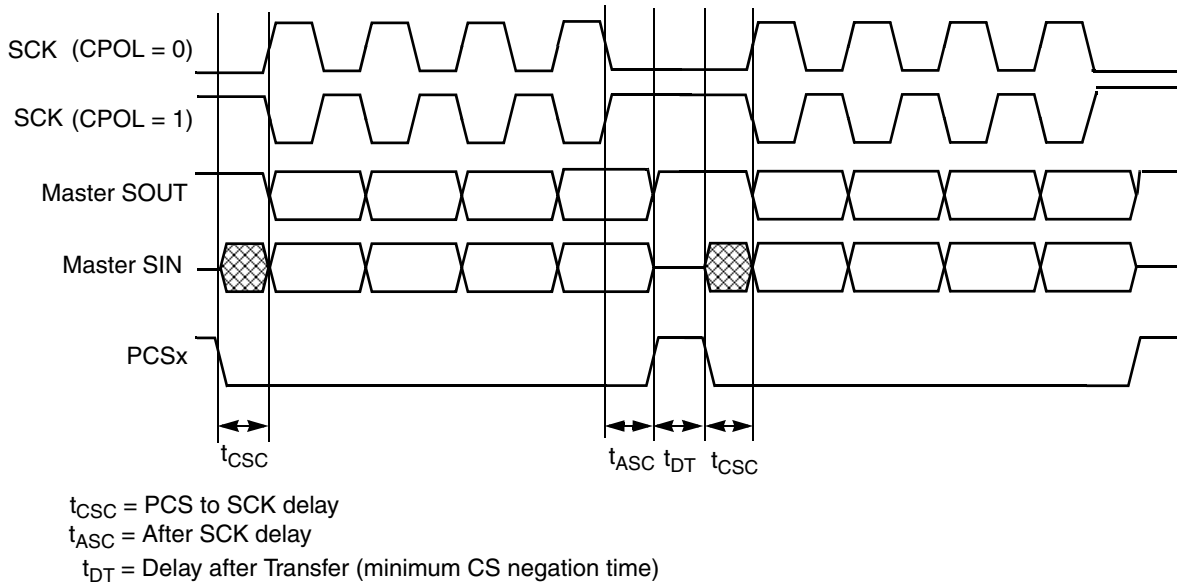 SCK (CPOL = 0)
SCK (CPOL = 1)
Master SOUT
Master SIN
PCSx
tCSC
tASC
tDT
tCSC
tCSC = PCS to SCK delay
tASC = After SCK delay
tDT = Delay after Transfer (minimum CS negation time)